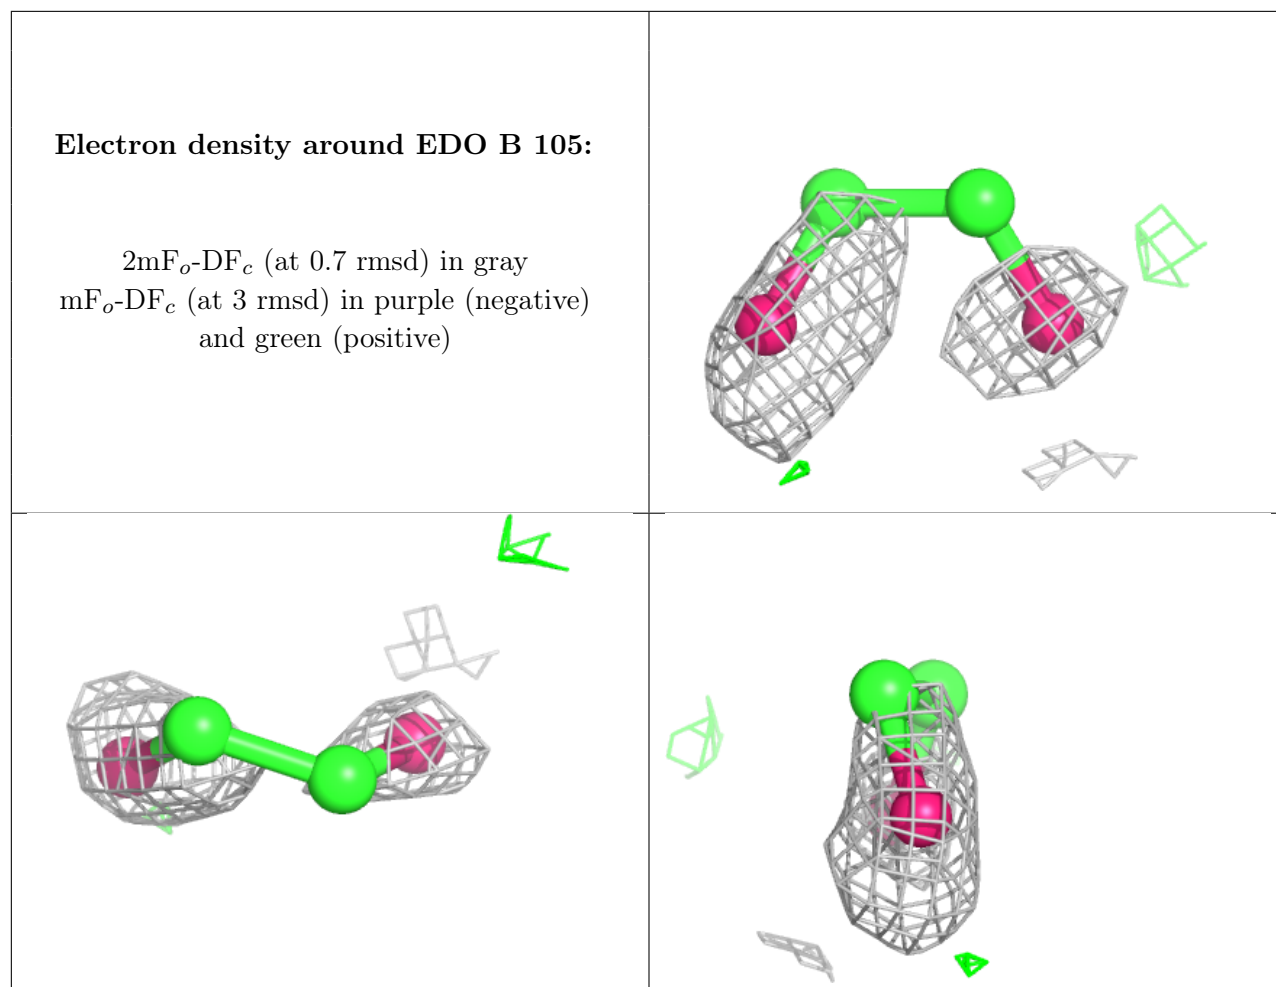 Electron density around EDO B 105:
2mFo-DFc (at 0.7 rmsd) in gray
mFo-DFc (at 3 rmsd) in purple (negative)
and green (positive)